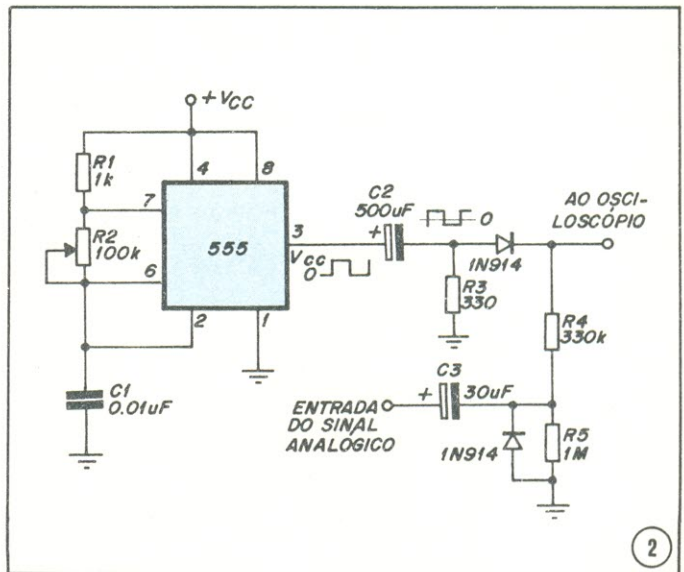 +VCC
R1
1k
4
8
7
C2
500uF
+
0
AO OSCI-
LOSCÓPIO
R2
100k
555
3
VCC
0
1N914
R3
330
6
2
1
R4
330k
C3
+
30uF
C1
0.01uF
ENTRADA
DO SINAL
ANALÓGICO
1N914
R5
1M
2